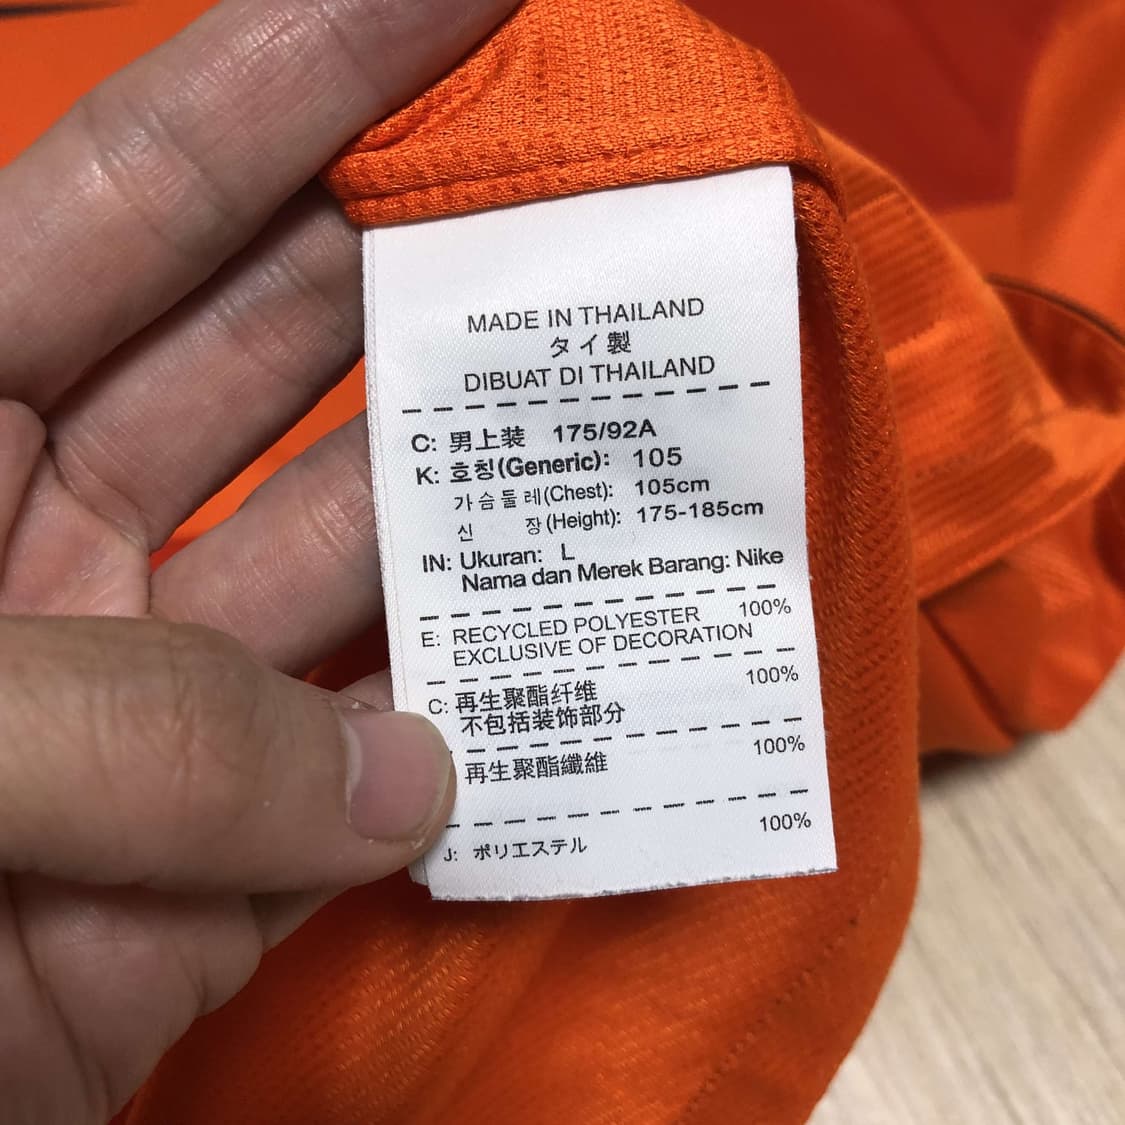 MADE IN THAILAND
タイ製
DIBUAT DI THAILAND
C: 男上装 175/92A
K: 호칭(Generic): 105
가슴둘레(Chest): 105cm
신 장(Height): 175-185cm
IN: Ukuran: L
Nama dan Merek Barang: Nike
E: RECYCLED POLYESTER 100%
EXCLUSIVE OF DECORATION
C: 再生聚酯纤维 100%
不包括装饰部分
再生聚酯纖維 100%
J: ポリエステル 100%